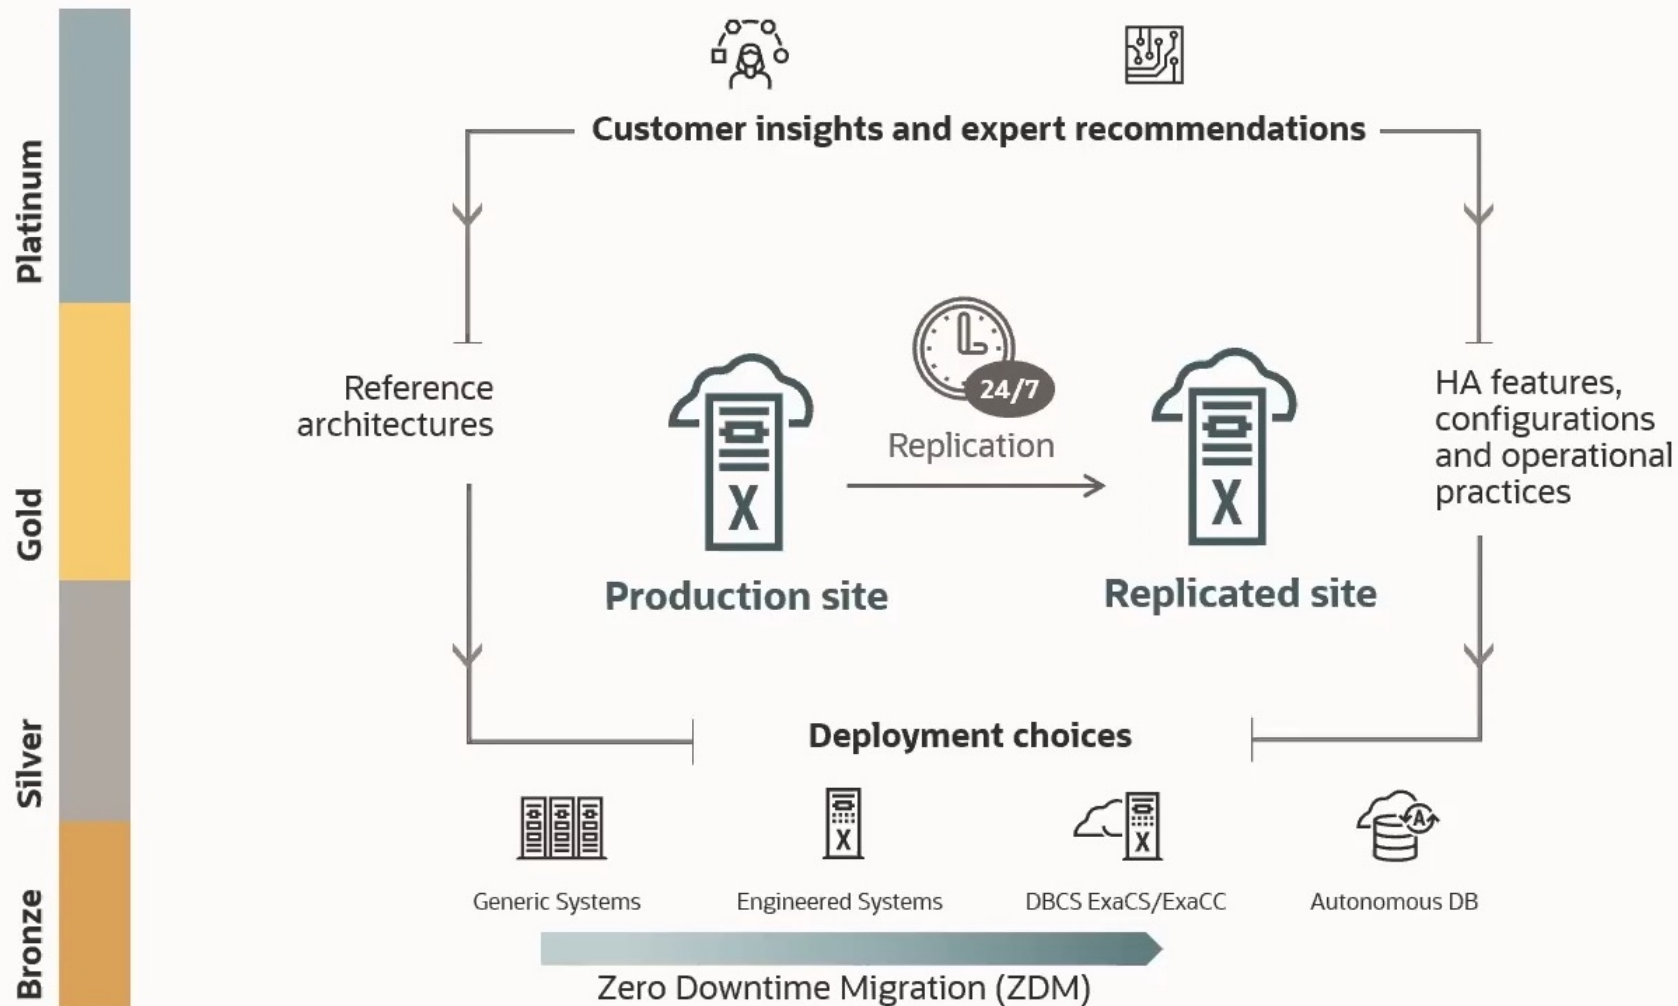 Platinum
Gold
Silver
Bronze
Customer insights and expert recommendations
Reference
architectures
24/7
Replication
X
X
Production site
Replicated site
HA features,
configurations
and operational
practices
Deployment choices
X
X
A
Generic Systems
Engineered Systems
DBCS ExaCS/ExaCC
Autonomous DB
Zero Downtime Migration (ZDM)